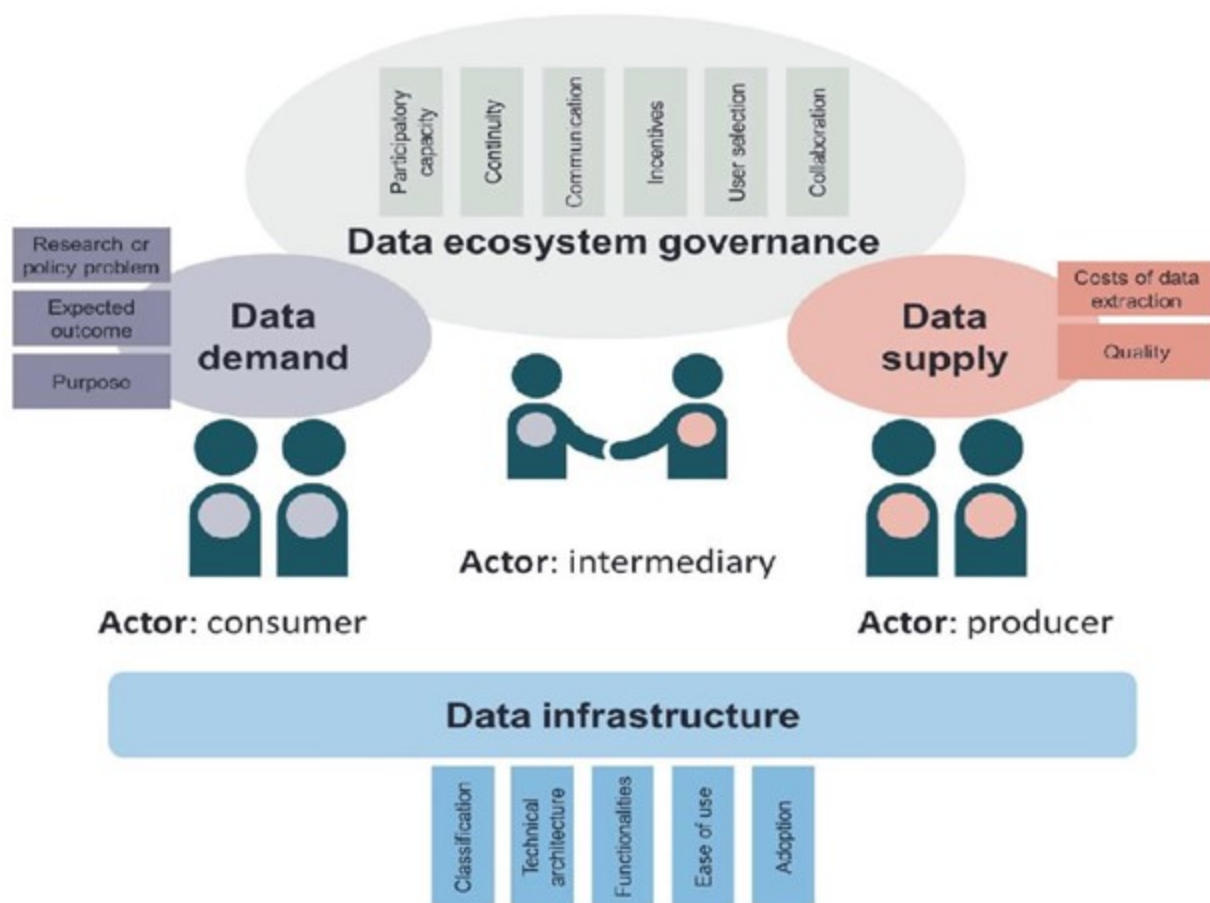 Participatory
capacity
Continuity
Communication
Incentives
User selection
Collaboration
Data ecosystem governance
Research or
policy problem
Expected
outcome
Purpose
Data
demand
Data
supply
Costs of data
extraction
Quality
Actor: intermediary
Actor: consumer
Actor: producer
Data infrastructure
Classification
Technical
architecture
Functionalities
Ease of use
Adoption